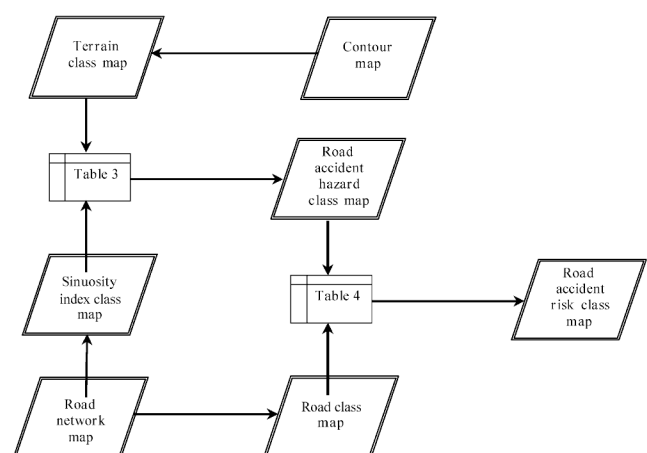 Terrain
class map
Contour
map
Table 3
Road
accident
hazard
class map
Sinuosity
index class
map
Table 4
Road
accident
risk class
map
Road
network
map
Road class
map